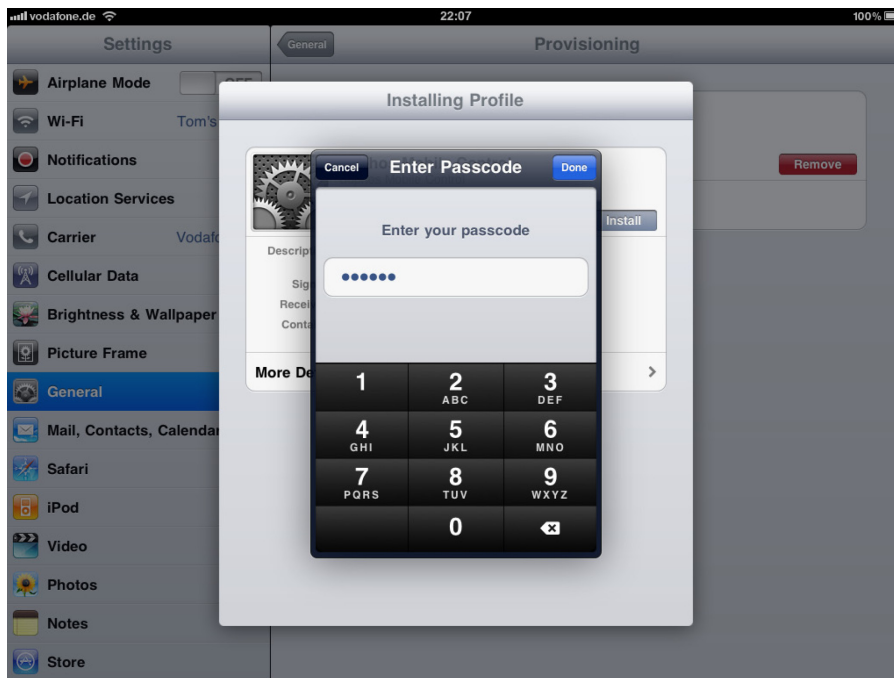 vodafone.de
22:07
100%
Settings
General
Provisioning
Airplane Mode
Installing Profile
Wi-Fi
Tom's
Cancel
Enter Passcode
Done
Notifications
Remove
Location Services
Install
Enter your passcode
Carrier
Descrip
Cellular Data
Sig
Recei
Brightness & Wallpaper
Conta
Picture Frame
More De
1
2
3
ABC
DEF
General
4
5
6
GHI
JKL
MNO
Mail, Contacts, Calendar
7
8
9
PQRS
TUV
WXYZ
Safari
iPod
0
Video
Photos
Notes
Store